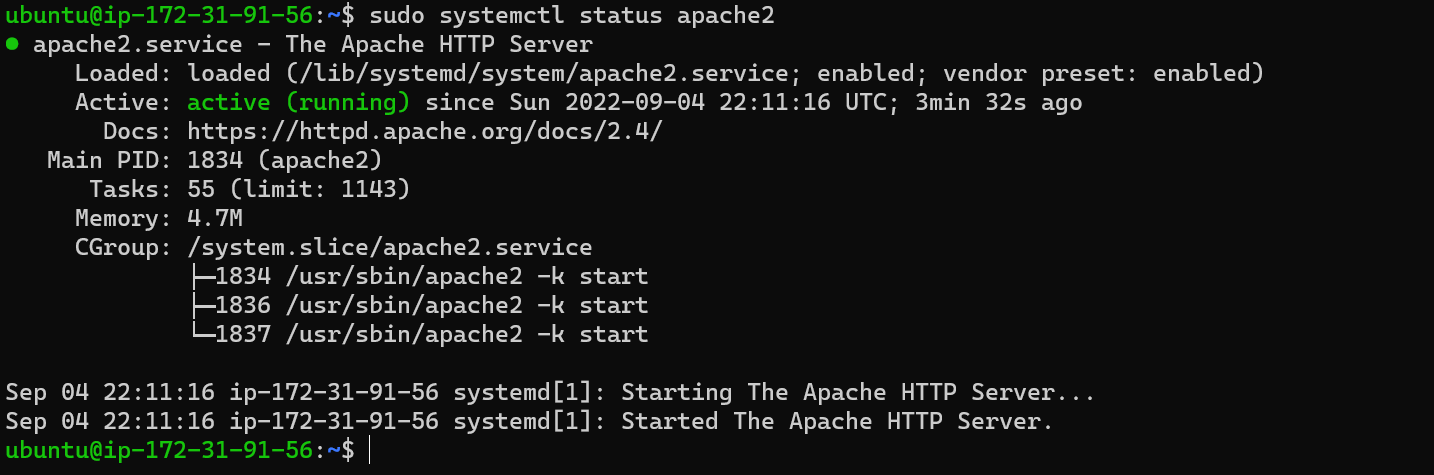 ubuntu@ip-172-31-91-56:~$ sudo systemctl status apache2
● apache2.service - The Apache HTTP Server
     Loaded: loaded (/lib/systemd/system/apache2.service; enabled; vendor preset: enabled)
     Active: active (running) since Sun 2022-09-04 22:11:16 UTC; 3min 32s ago
       Docs: https://httpd.apache.org/docs/2.4/
   Main PID: 1834 (apache2)
      Tasks: 55 (limit: 1143)
     Memory: 4.7M
     CGroup: /system.slice/apache2.service
             ├─1834 /usr/sbin/apache2 -k start
             ├─1836 /usr/sbin/apache2 -k start
             └─1837 /usr/sbin/apache2 -k start

Sep 04 22:11:16 ip-172-31-91-56 systemd[1]: Starting The Apache HTTP Server...
Sep 04 22:11:16 ip-172-31-91-56 systemd[1]: Started The Apache HTTP Server.
ubuntu@ip-172-31-91-56:~$